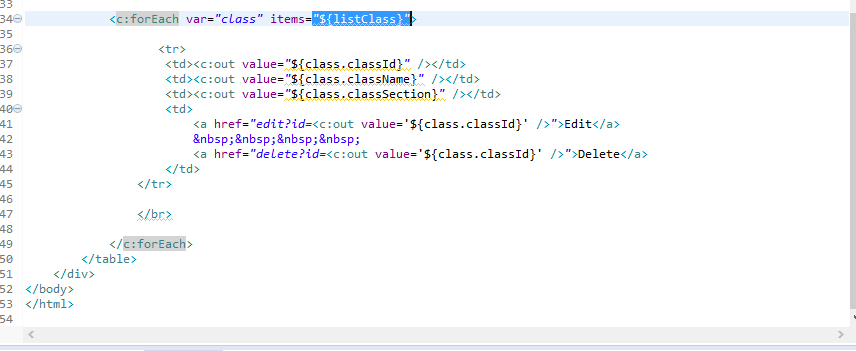 33
34 <c:forEach var="class" items="${listClass}">
35
36 <tr>
37 <td><c:out value="${class.classId}" /></td>
38 <td><c:out value="${class.className}" /></td>
39 <td><c:out value="${class.classSection}" /></td>
40 <td>
41 <a href="edit?id=<c:out value='${class.classId}' />">Edit</a>
42 &nbsp;&nbsp;&nbsp;&nbsp;
43 <a href="delete?id=<c:out value='${class.classId}' />">Delete</a>
44 </td>
45 </tr>
46
47 </br>
48
49 </c:forEach>
50 </table>
51 </div>
52 </body>
53 </html>
54